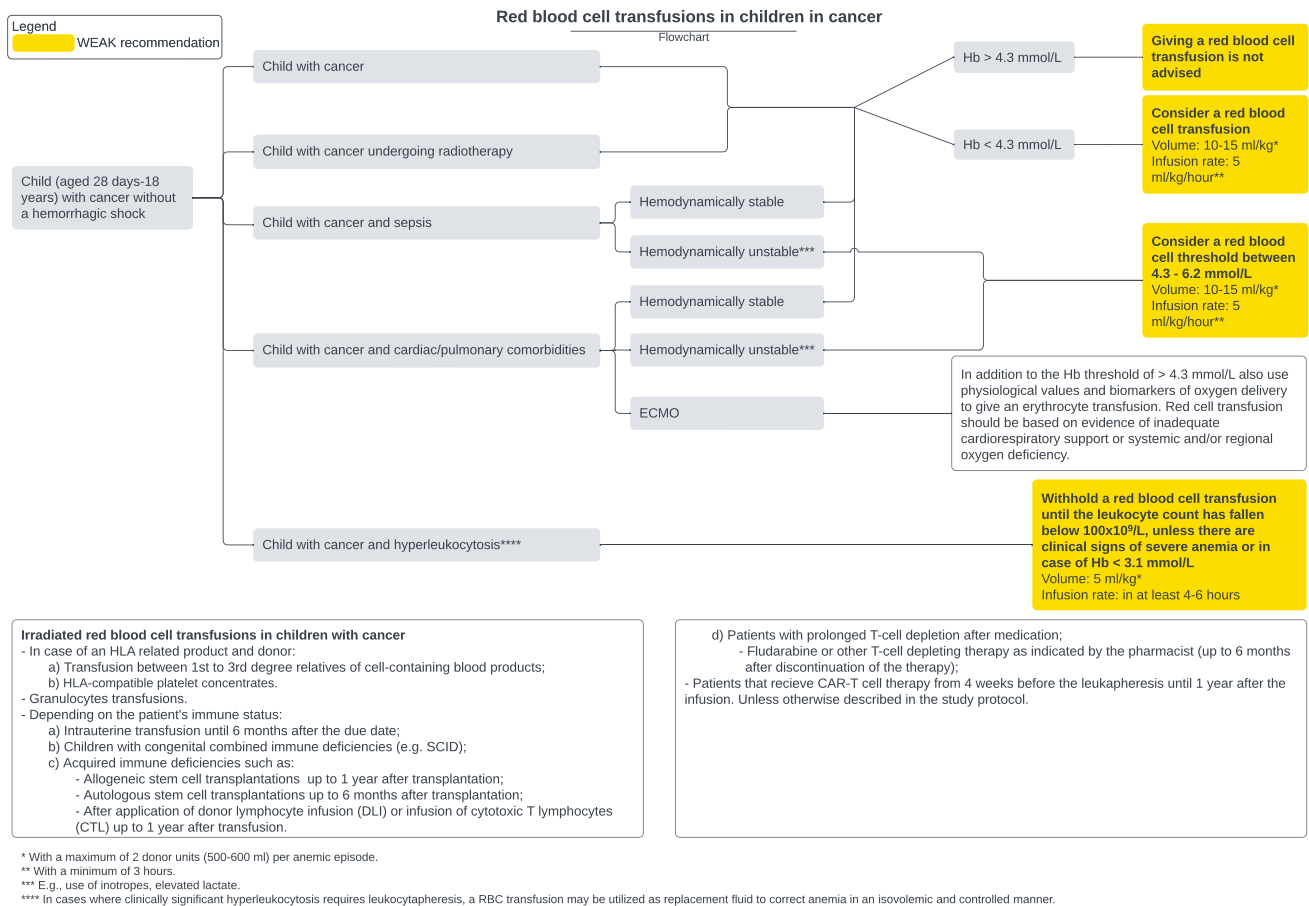 Red blood cell transfusions in children in cancer
Flowchart
Legend
WEAK recommendation
Child (aged 28 days-18
years) with cancer without
a hemorrhagic shock
Child with cancer
Child with cancer undergoing radiotherapy
Child with cancer and sepsis
Child with cancer and cardiac/pulmonary comorbidities
Child with cancer and hyperleukocytosis****
Hemodynamically stable
Hemodynamically unstable***
Hemodynamically stable
Hemodynamically unstable***
ECMO
Hb > 4.3 mmol/L
Hb < 4.3 mmol/L
Giving a red blood cell
transfusion is not
advised
Consider a red blood
cell transfusion
Volume: 10-15 ml/kg*
Infusion rate: 5
ml/kg/hour**
Consider a red blood
cell threshold between
4.3 - 6.2 mmol/L
Volume: 10-15 ml/kg*
Infusion rate: 5
ml/kg/hour**
In addition to the Hb threshold of > 4.3 mmol/L also use
physiological values and biomarkers of oxygen delivery
to give an erythrocyte transfusion. Red cell transfusion
should be based on evidence of inadequate
cardiorespiratory support or systemic and/or regional
oxygen deficiency.
Withhold a red blood cell transfusion
until the leukocyte count has fallen
below 100x10⁹/L, unless there are
clinical signs of severe anemia or in
case of Hb < 3.1 mmol/L
Volume: 5 ml/kg*
Infusion rate: in at least 4-6 hours
Irradiated red blood cell transfusions in children with cancer
- In case of an HLA related product and donor:
a) Transfusion between 1st to 3rd degree relatives of cell-containing blood products;
b) HLA-compatible platelet concentrates.
- Granulocytes transfusions.
- Depending on the patient's immune status:
a) Intrauterine transfusion until 6 months after the due date;
b) Children with congenital combined immune deficiencies (e.g. SCID);
c) Acquired immune deficiencies such as:
- Allogeneic stem cell transplantations up to 1 year after transplantation;
- Autologous stem cell transplantations up to 6 months after transplantation;
- After application of donor lymphocyte infusion (DLI) or infusion of cytotoxic T lymphocytes
(CTL) up to 1 year after transfusion.
d) Patients with prolonged T-cell depletion after medication;
- Fludarabine or other T-cell depleting therapy as indicated by the pharmacist (up to 6 months
after discontinuation of the therapy);
- Patients that recieve CAR-T cell therapy from 4 weeks before the leukapheresis until 1 year after the
infusion. Unless otherwise described in the study protocol.
* With a maximum of 2 donor units (500-600 ml) per anemic episode.
** With a minimum of 3 hours.
*** E.g., use of inotropes, elevated lactate.
**** In cases where clinically significant hyperleukocytosis requires leukocytapheresis, a RBC transfusion may be utilized as replacement fluid to correct anemia in an isovolemic and controlled manner.